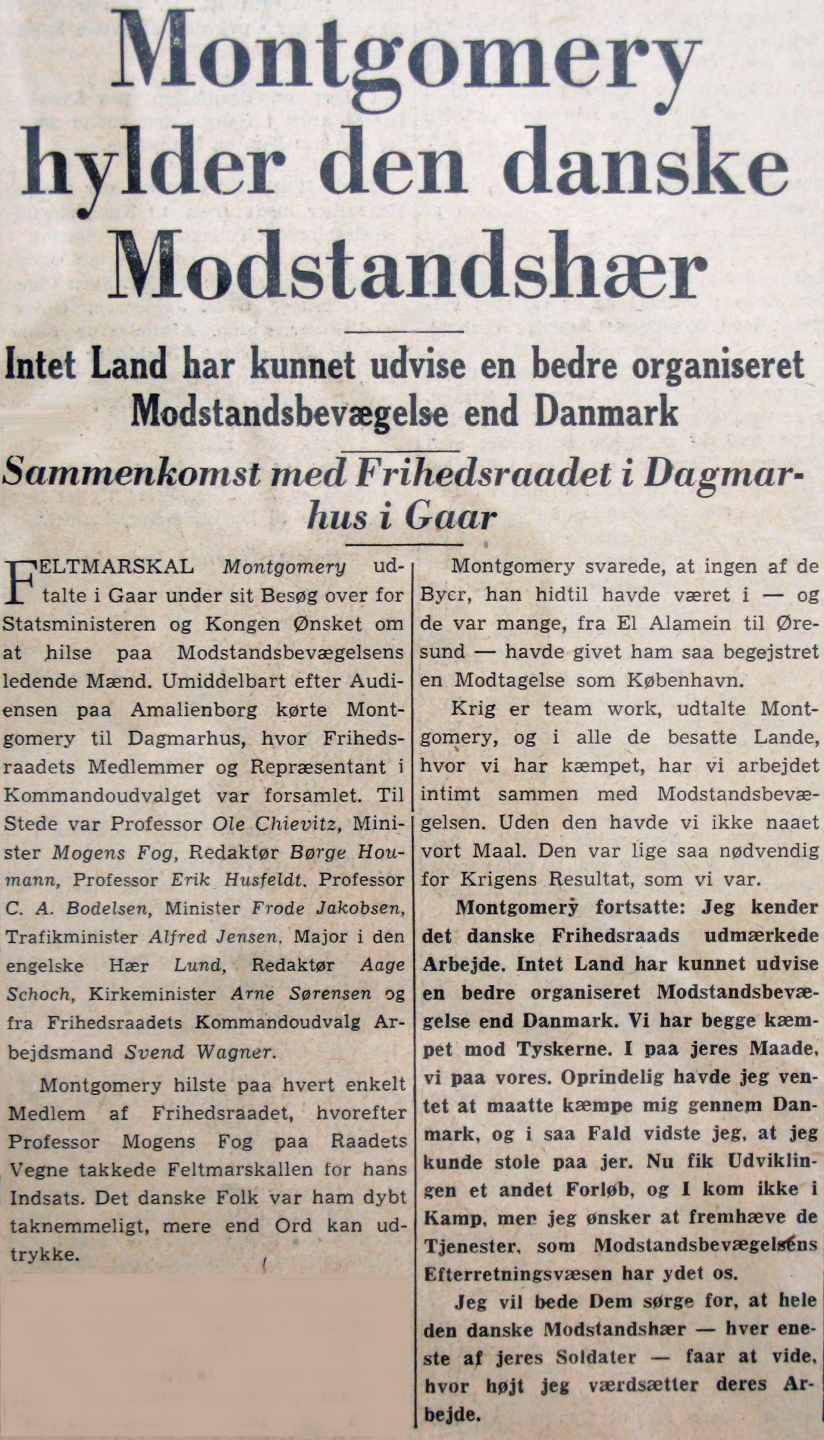 Montgomery
hylder den danske
Modstandshær
Intet Land har kunnet udvise en bedre organiseret
Modstandsbevægelse end Danmark
Sammenkomst med Frihedsraadet i Dagmar-
hus i Gaar
FELTMARSKAL Montgomery ud-
talte i Gaar under sit Besøg over for
Statsministeren og Kongen Ønsket om
at hilse paa Modstandsbevægelsens
ledende Mænd. Umiddelbart efter Audi-
ensen paa Amalienborg kørte Mont-
gomery til Dagmarhus, hvor Friheds-
raadets Medlemmer og Repræsentant i
Kommandoudvalget var forsamlet. Til
Stede var Professor Ole Chievitz, Mini-
ster Mogens Fog, Redaktør Børge Hou-
mann, Professor Erik Husfeldt. Professor
C. A. Bodelsen, Minister Frode Jakobsen,
Trafikminister Alfred Jensen. Major i den
engelske Hær Lund, Redaktør Aage
Schoch, Kirkeminister Arne Sørensen og
fra Frihedsraadets Kommandoudvalg Ar-
bejdsmand Svend Wagner.
Montgomery hilste paa hvert enkelt
Medlem af Frihedsraadet, hvorefter
Professor Mogens Fog paa Raadets
Vegne takkede Feltmarskallen for hans
Indsats. Det danske Folk var ham dybt
taknemmeligt, mere end Ord kan ud-
trykke.
Montgomery svarede, at ingen af de
Byer, han hidtil havde været i — og
de var mange, fra El Alamein til Øre-
sund — havde givet ham saa begejstret
en Modtagelse som København.
Krig er team work, udtalte Mont-
gomery, og i alle de besatte Lande,
hvor vi har kæmpet, har vi arbejdet
intimt sammen med Modstandsbevæ-
gelsen. Uden den havde vi ikke naaet
vort Maal. Den var lige saa nødvendig
for Krigens Resultat, som vi var.
Montgomery fortsatte: Jeg kender
det danske Frihedsraads udmærkede
Arbejde. Intet Land har kunnet udvise
en bedre organiseret Modstandsbevæ-
gelse end Danmark. Vi har begge kæm-
pet mod Tyskerne. I paa jeres Maade,
vi paa vores. Oprindelig havde jeg ven-
tet at maatte kæmpe mig gennem Dan-
mark, og i saa Fald vidste jeg, at jeg
kunde stole paa jer. Nu fik Udviklin-
gen et andet Forløb, og I kom ikke i
Kamp, men jeg ønsker at fremhæve de
Tjenester, som Modstandsbevægelsens
Efterretningsvæsen har ydet os.
Jeg vil bede Dem sørge for, at hele
den danske Modstandshær — hver ene-
ste af jeres Soldater — faar at vide,
hvor højt jeg værdsætter deres Ar-
bejde.